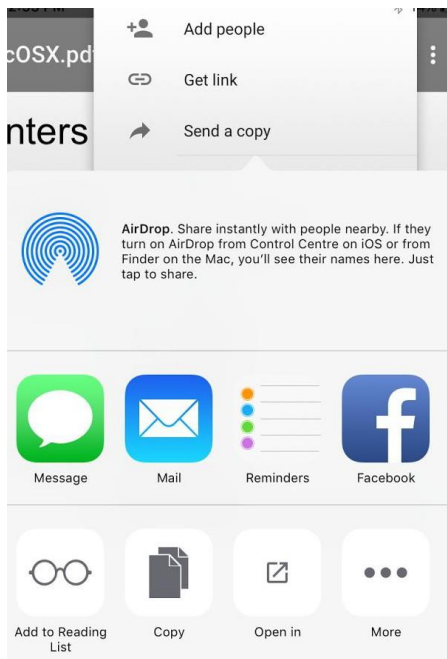 Add people
cOSX.pd
Get link
nters
Send a copy
AirDrop. Share instantly with people nearby. If they
turn on AirDrop from Control Centre on iOS or from
Finder on the Mac, you'll see their names here. Just
tap to share.
Message Mail Reminders Facebook
Add to Reading Copy Open in More
List